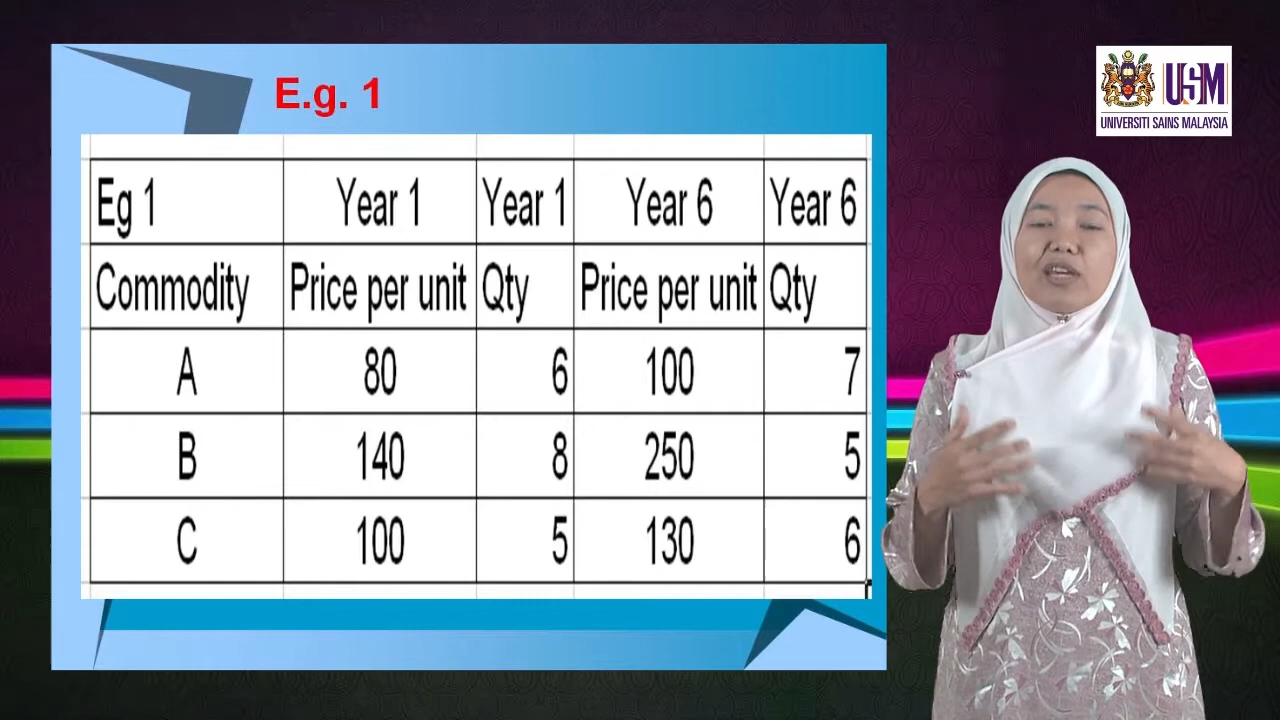 E.g. 1
Eg 1 Year 1 Year 1 Year 6 Year 6
Commodity Price per unit Qty Price per unit Qty
A 80 6 100 7
B 140 8 250 5
C 100 5 130 6
USM
UNIVERSITI SAINS MALAYSIA